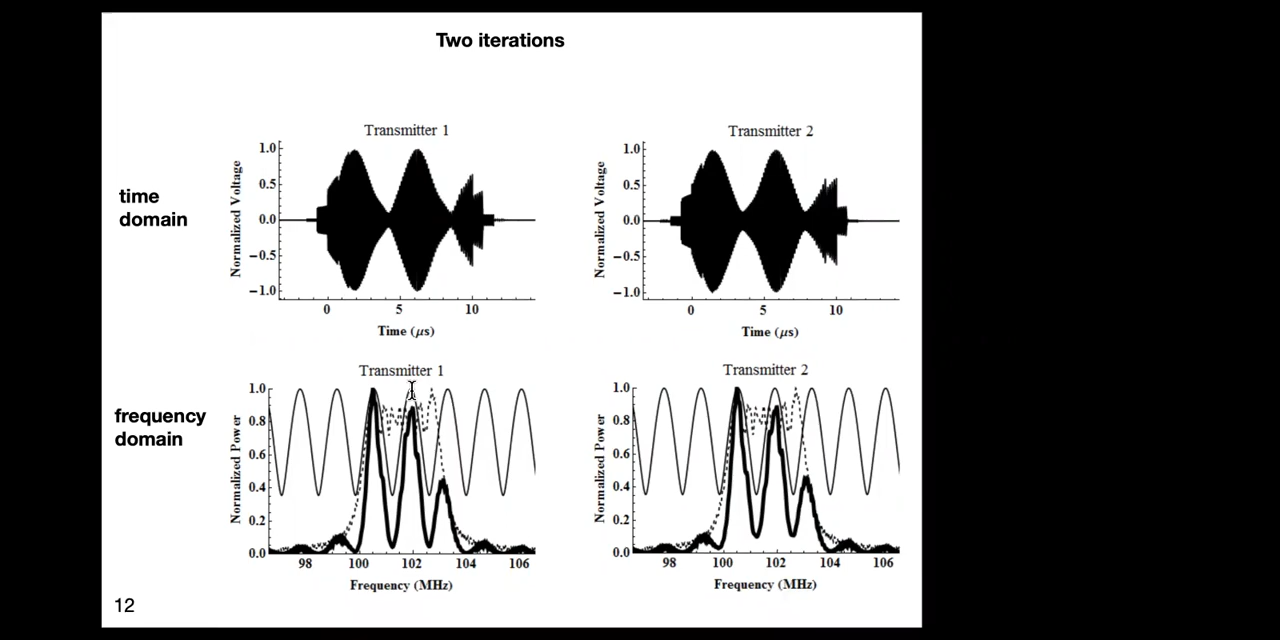 Two iterations
time
domain
Transmitter 1
Normalized Voltage
1.0
0.5
0.0
−0.5
−1.0
0
5
10
Time (μs)
Transmitter 2
Normalized Voltage
1.0
0.5
0.0
−0.5
−1.0
0
5
10
Time (μs)
frequency
domain
Transmitter 1
Normalized Power
1.0
0.8
0.6
0.4
0.2
0.0
98
100
102
104
106
Frequency (MHz)
Transmitter 2
Normalized Power
1.0
0.8
0.6
0.4
0.2
0.0
98
100
102
104
106
Frequency (MHz)
12